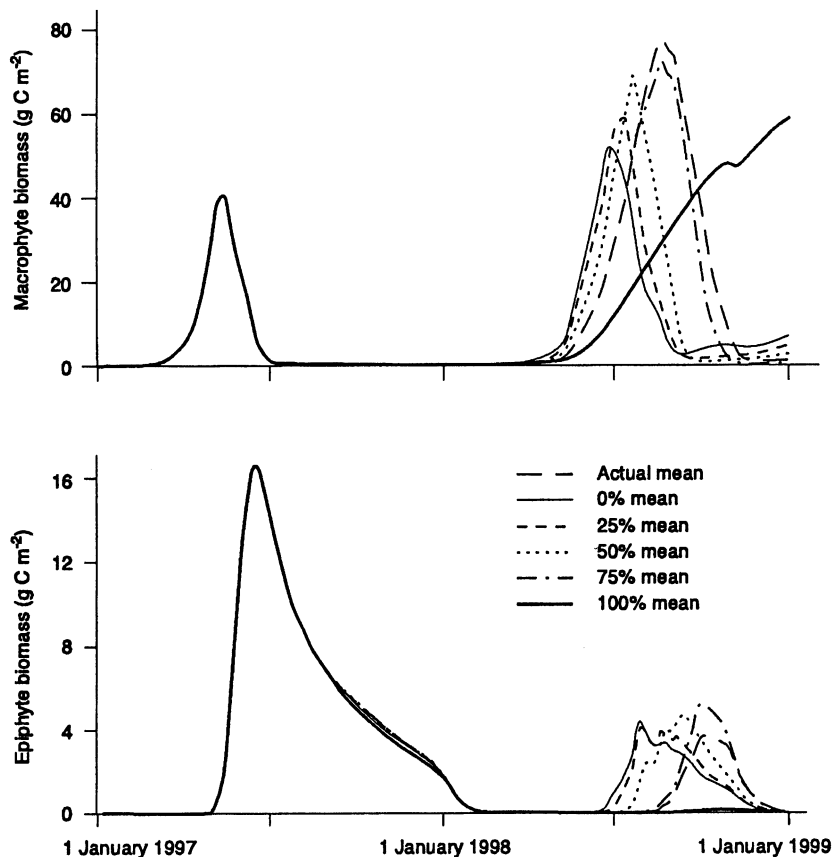 Macrophyte biomass (g C m⁻²)
80
60
40
20
0
Epiphyte biomass (g C m⁻²)
16
12
8
4
0
Actual mean
0% mean
25% mean
50% mean
75% mean
100% mean
1 January 1997
1 January 1998
1 January 1999